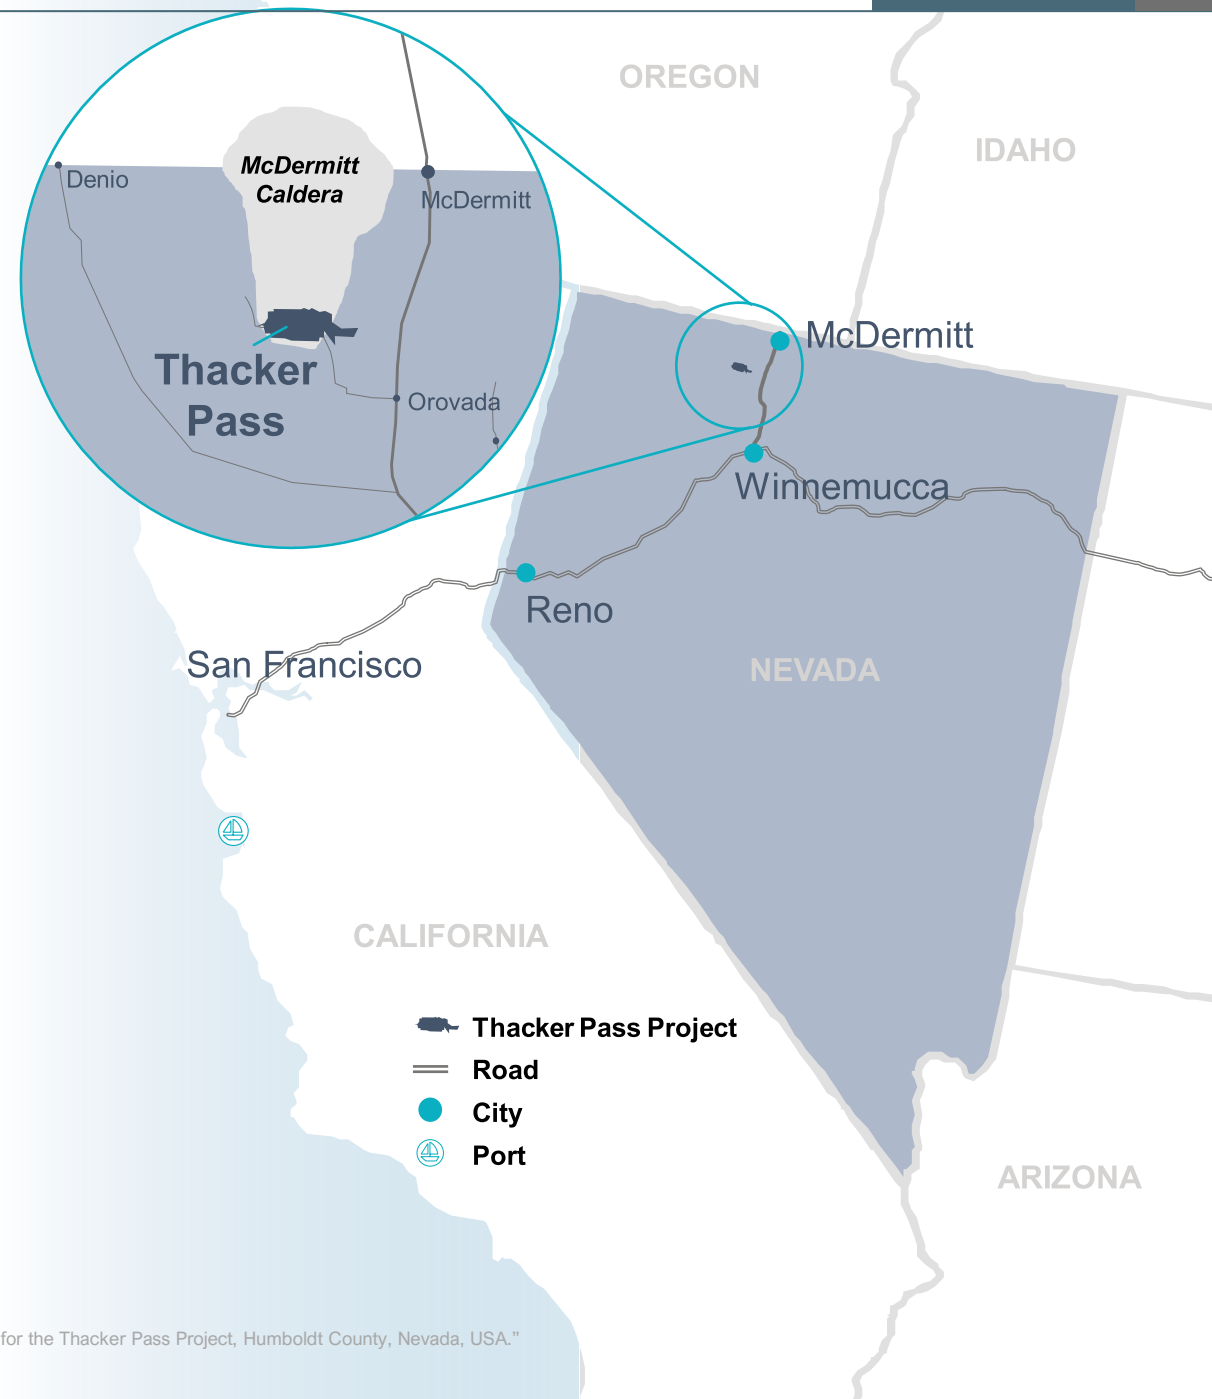 OREGON
IDAHO
McDermitt
Caldera
Denio
McDermitt
McDermitt
Thacker
Pass
Orovada
Winnemucca
Reno
San Francisco
NEVADA
CALIFORNIA
Thacker Pass Project
Road
City
Port
ARIZONA
for the Thacker Pass Project, Humboldt County, Nevada, USA.”